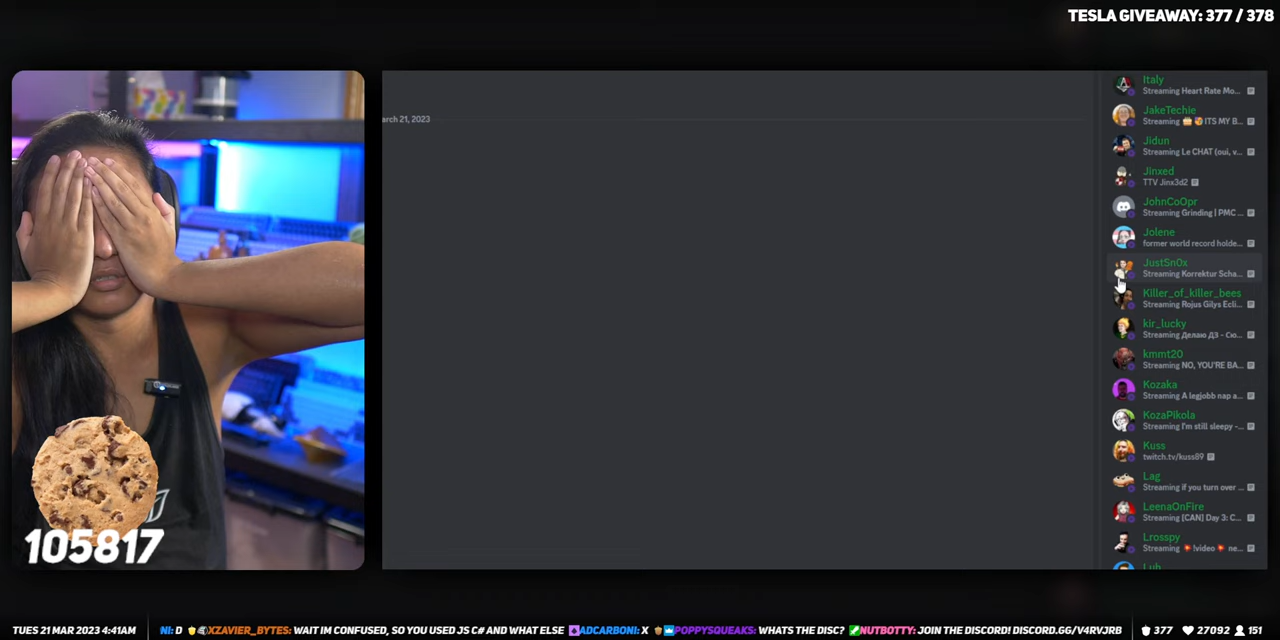 TESLA GIVEAWAY: 377 / 378
arch 21, 2023
Italy
Streaming Heart Rate Mo...
JakeTechie
Streaming 🎂 🥳 ITS MY B...
Jidun
Streaming Le CHAT (oui, v...
Jinxed
TTV Jinx3d2
JohnCoOpr
Streaming Grinding | PMC ...
Jolene
former world record holde...
JustSn0x
Streaming Korrektur Scha...
Killer_of_killer_bees
Streaming Rojus Gilys Ecli...
kir_lucky
Streaming Делаю ДЗ - Сю...
kmmt20
Streaming NO, YOU'RE BA...
Kozaka
Streaming A legjobb nap a...
KozaPikola
Streaming I'm still sleepy -...
Kuss
twitch.tv/kuss89
Lag
Streaming if you turn over ...
LeenaOnFire
Streaming [CAN] Day 3: C...
Lrosspy
Streaming 💥 !video 💥 ne...
Luh
105817
TUES 21 MAR 2023 4:41AM
NI: D XZAVIER_BYTES: WAIT IM CONFUSED, SO YOU USED JS C# AND WHAT ELSE ADCARBONI: X POPPYSQUEAKS: WHATS THE DISC? NUTBOTTY: JOIN THE DISCORD! DISCORD.GG/V4RVJRB
377 27092 151